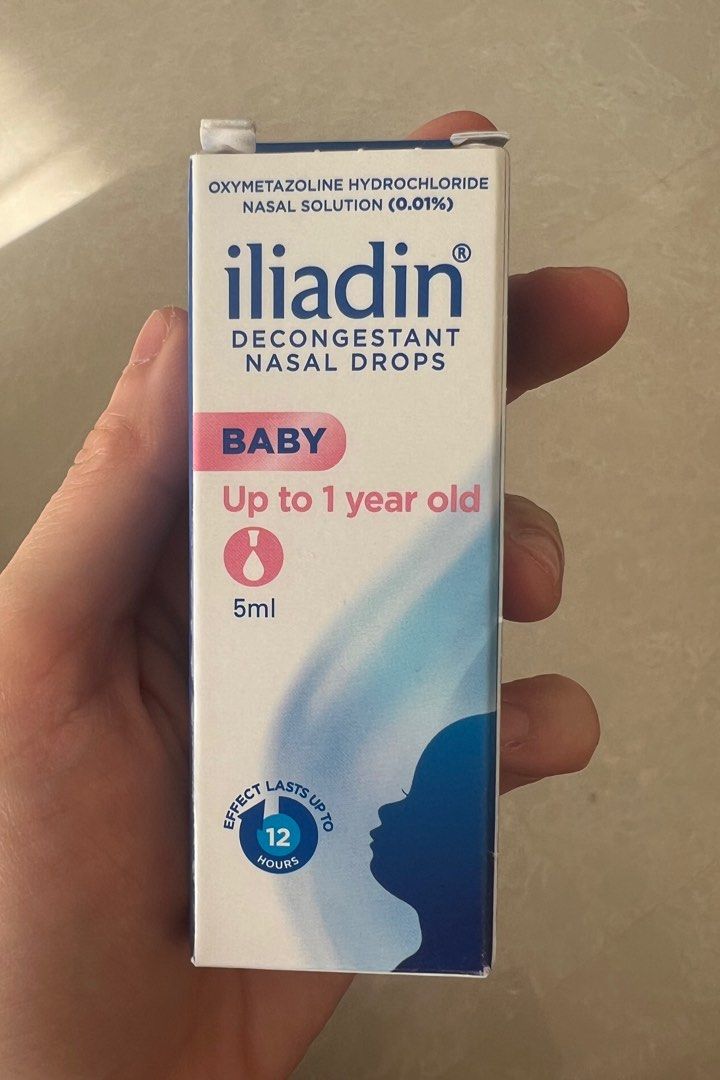 OXYMETAZOLINE HYDROCHLORIDE
NASAL SOLUTION (0.01%)
iliadin®
DECONGESTANT
NASAL DROPS
BABY
Up to 1 year old
5ml
EFFECT LASTS UP TO
12
HOURS